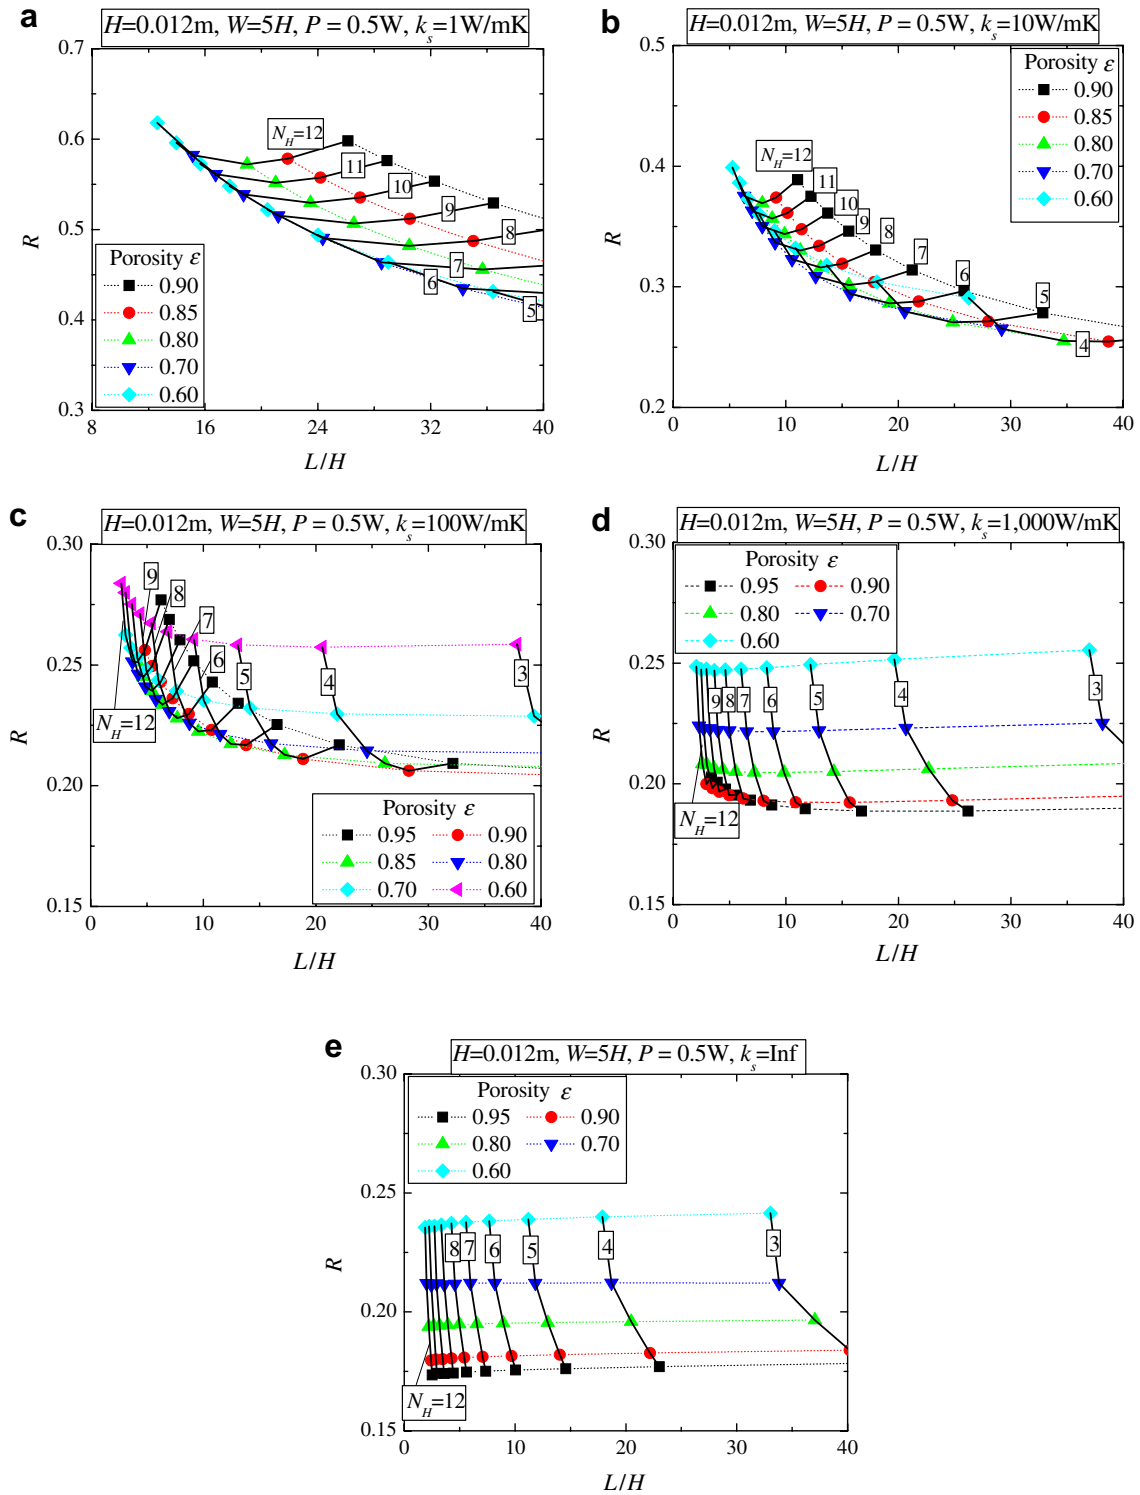 a
H=0.012m, W=5H, P = 0.5W, k_s=1W/mK
0.7
0.6
0.5
0.4
0.3
R
N_H=12
11
10
9
8
7
6
5
Porosity ε
0.90
0.85
0.80
0.70
0.60
8 16 24 32 40
L/H
b
H=0.012m, W=5H, P = 0.5W, k_s=10W/mK
0.5
0.4
0.3
0.2
R
Porosity ε
0.90
0.85
0.80
0.70
0.60
N_H=12
11
10
9
8
7
6
5
4
0 10 20 30 40
L/H
c
H=0.012m, W=5H, P = 0.5W, k_s=100W/mK
0.30
0.25
0.20
0.15
R
9
8
7
6
5
4
3
N_H=12
Porosity ε
0.95 0.90
0.85 0.80
0.70 0.60
0 10 20 30 40
L/H
d
H=0.012m, W=5H, P = 0.5W, k_s=1,000W/mK
0.30
0.25
0.20
0.15
R
Porosity ε
0.95 0.90
0.80 0.70
0.60
9 8 7 6 5 4 3
N_H=12
0 10 20 30 40
L/H
e
H=0.012m, W=5H, P = 0.5W, k_s=Inf
0.30
0.25
0.20
0.15
R
Porosity ε
0.95 0.90
0.80 0.70
0.60
8 7 6 5 4 3
N_H=12
0 10 20 30 40
L/H